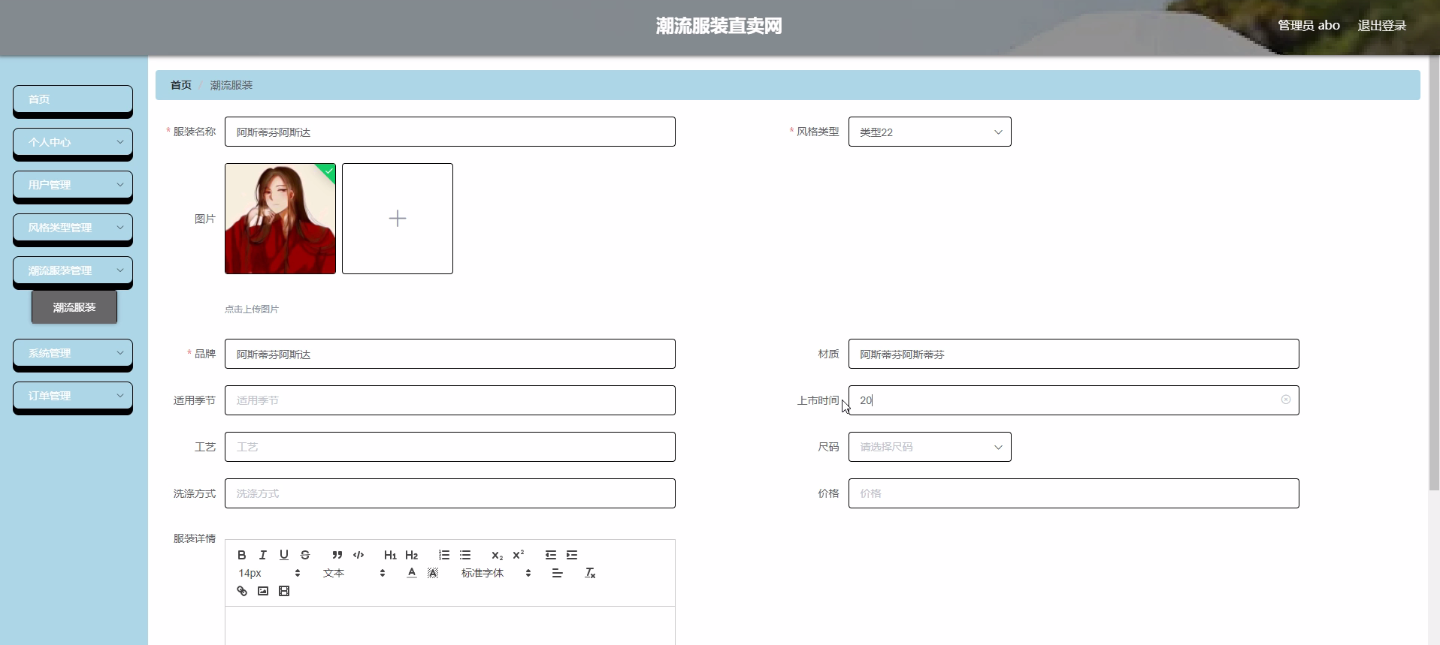 潮流服装直卖网
管理员 abo 退出登录
首页
个人中心
用户管理
风格类型管理
潮流服装管理
潮流服装
系统管理
订单管理
首页 / 潮流服装
* 服装名称 阿斯蒂芬阿斯达 * 风格类型 类型22
图片
点击上传图片
* 品牌 阿斯蒂芬阿斯达 材质 阿斯蒂芬阿斯蒂芬
适用季节 适用季节 上市时间 20
工艺 工艺 尺码 请选择尺码
洗涤方式 洗涤方式 价格 价格
服装详情
B I U S H1 H2 x₂ x²
14px 文本 A A 标准字体 Tx